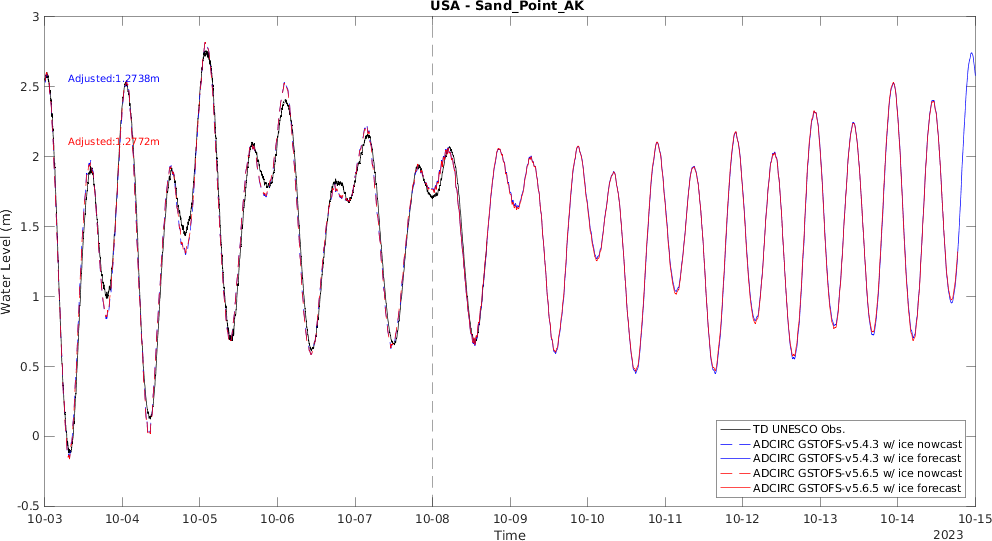 USA - Sand_Point_AK
3
2.5
2
1.5
1
0.5
0
-0.5
Water Level (m)
Adjusted:1.2738m
Adjusted:1.2772m
TD UNESCO Obs.
ADCIRC GSTOFS-v5.4.3 w/ ice nowcast
ADCIRC GSTOFS-v5.4.3 w/ ice forecast
ADCIRC GSTOFS-v5.6.5 w/ ice nowcast
ADCIRC GSTOFS-v5.6.5 w/ ice forecast
10-03 10-04 10-05 10-06 10-07 10-08 10-09 10-10 10-11 10-12 10-13 10-14 10-15
Time
2023